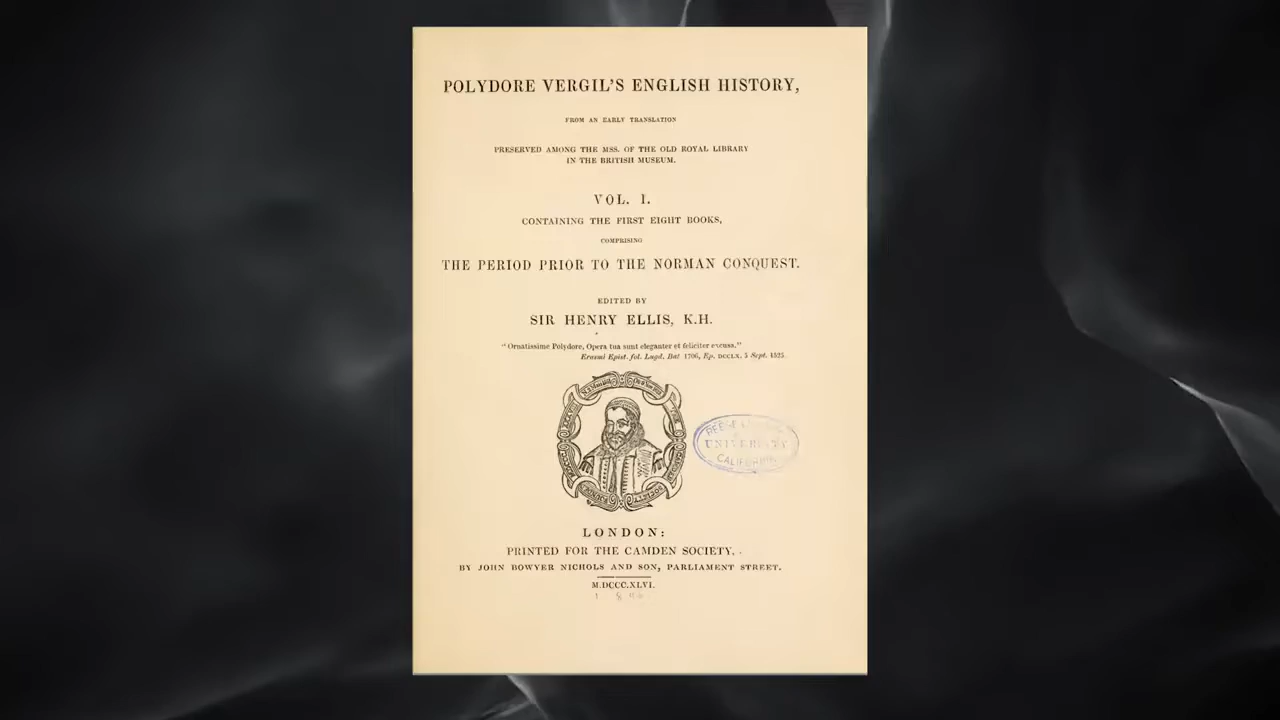 POLYDORE VERGIL'S ENGLISH HISTORY,
FROM AN EARLY TRANSLATION
PRESERVED AMONG THE MSS. OF THE OLD ROYAL LIBRARY
IN THE BRITISH MUSEUM.
VOL. I.
CONTAINING THE FIRST EIGHT BOOKS,
COMPRISING
THE PERIOD PRIOR TO THE NORMAN CONQUEST.
EDITED BY
SIR HENRY ELLIS, K.H.
"Ornatissime Polydore, Opera tua sunt eleganter et feliciter excusa."
Erasmi Epist. fol. Lugd. Bat 1706, Ep. DCCLX. 5 Sept. 1525.
UNIVERSITY
CALIFORNIA
SOCIETY
LONDON:
PRINTED FOR THE CAMDEN SOCIETY.
BY JOHN BOWYER NICHOLS AND SON, PARLIAMENT STREET.
M.DCCC.XLVI.